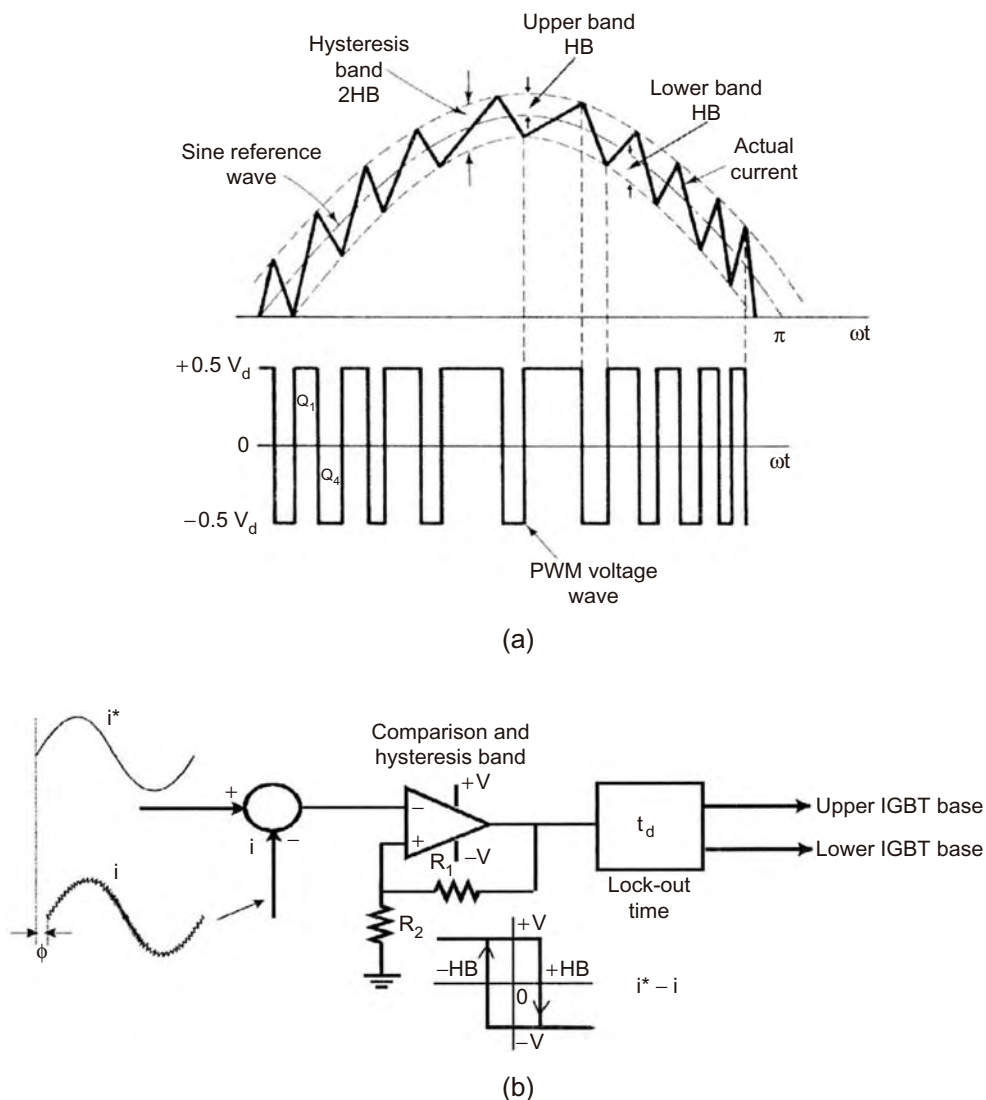 Upper band
HB
Hysteresis
band
2HB
Lower band
HB
Sine reference
wave
Actual
current
π
ωt
+0.5 V_d
Q_1
0
ωt
Q_4
−0.5 V_d
PWM voltage
wave
(a)
i*
Comparison and
hysteresis band
+V
+
−
Upper IGBT base
t_d
i
−
+
−V
Lower IGBT base
i
R_1
Lock-out
time
R_2
+V
ϕ
−HB
+HB
0
i* − i
−V
(b)